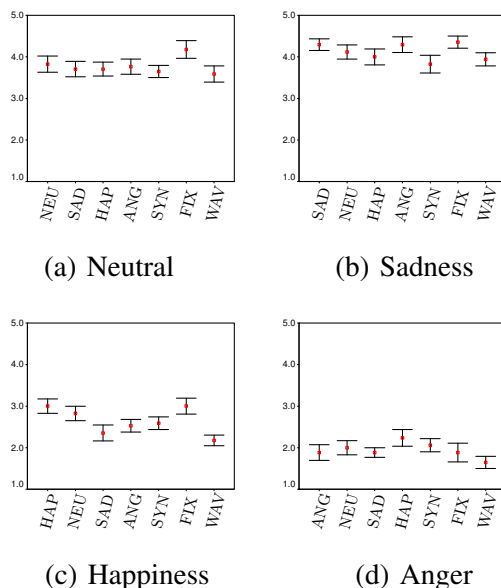 5.0
4.0
3.0
2.0
1.0
NEU SAD HAP ANG SYN FIX WAV
(a) Neutral
5.0
4.0
3.0
2.0
1.0
SAD NEU HAP ANG SYN FIX WAV
(b) Sadness
5.0
4.0
3.0
2.0
1.0
HAP NEU SAD ANG SYN FIX WAV
(c) Happiness
5.0
4.0
3.0
2.0
1.0
ANG NEU SAD HAP SYN FIX WAV
(d) Anger